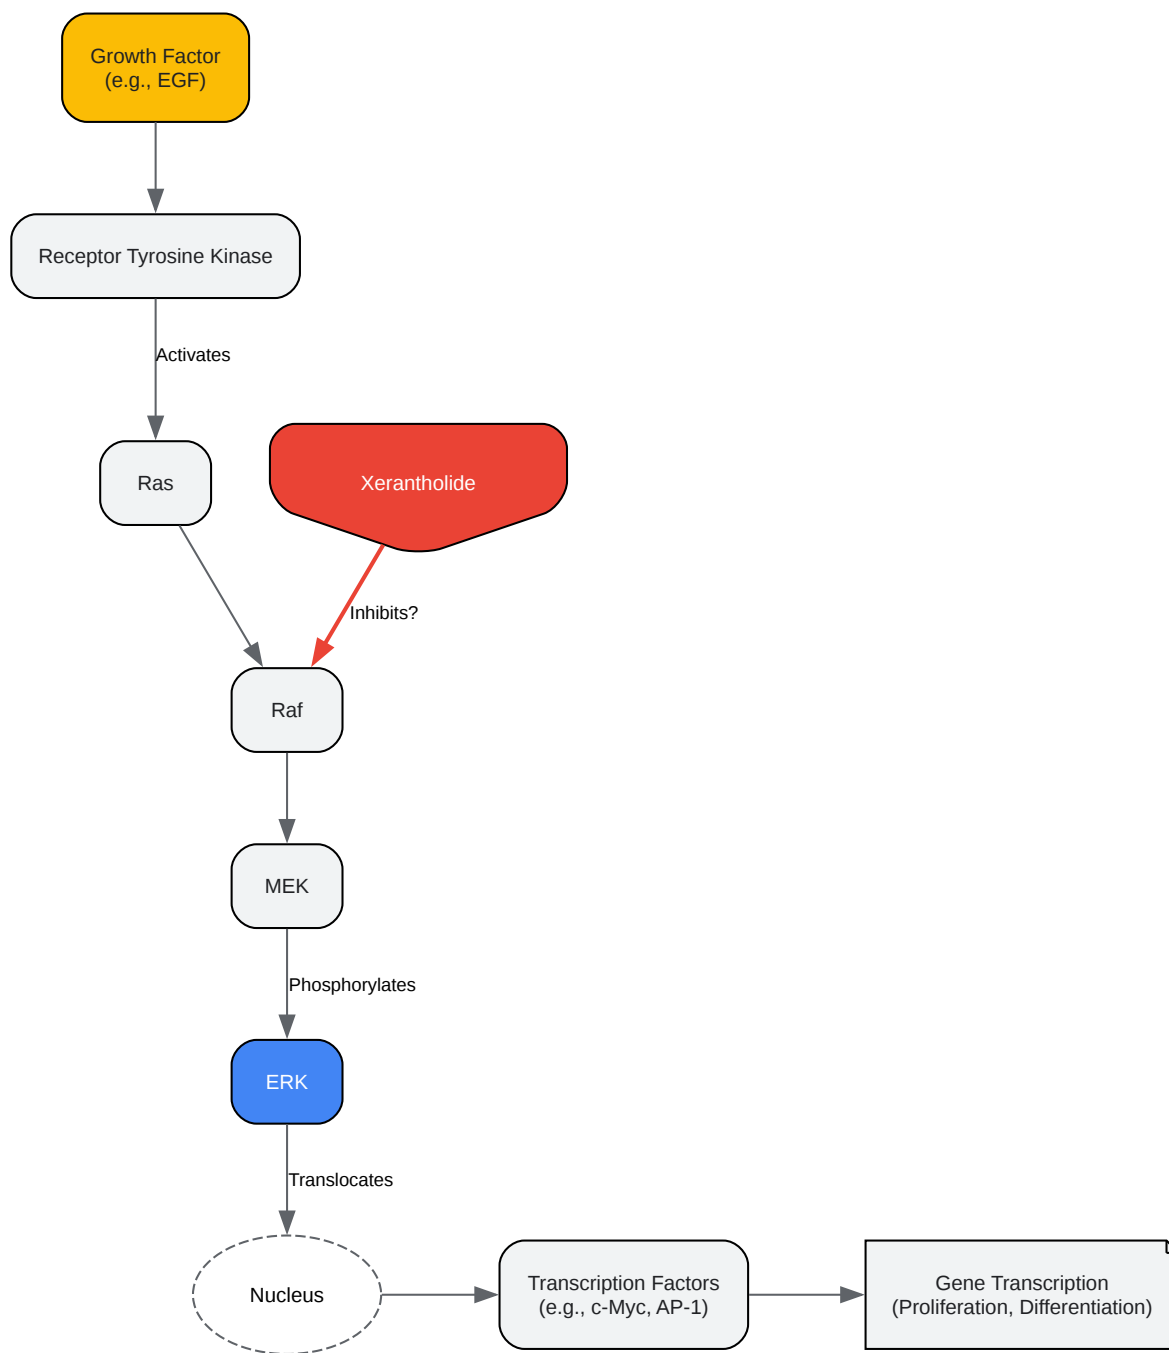 Growth Factor
(e.g., EGF)
Receptor Tyrosine Kinase
Activates
Ras
Xerantholide
Inhibits?
Raf
MEK
Phosphorylates
ERK
Translocates
Nucleus
Transcription Factors
(e.g., c-Myc, AP-1)
Gene Transcription
(Proliferation, Differentiation)